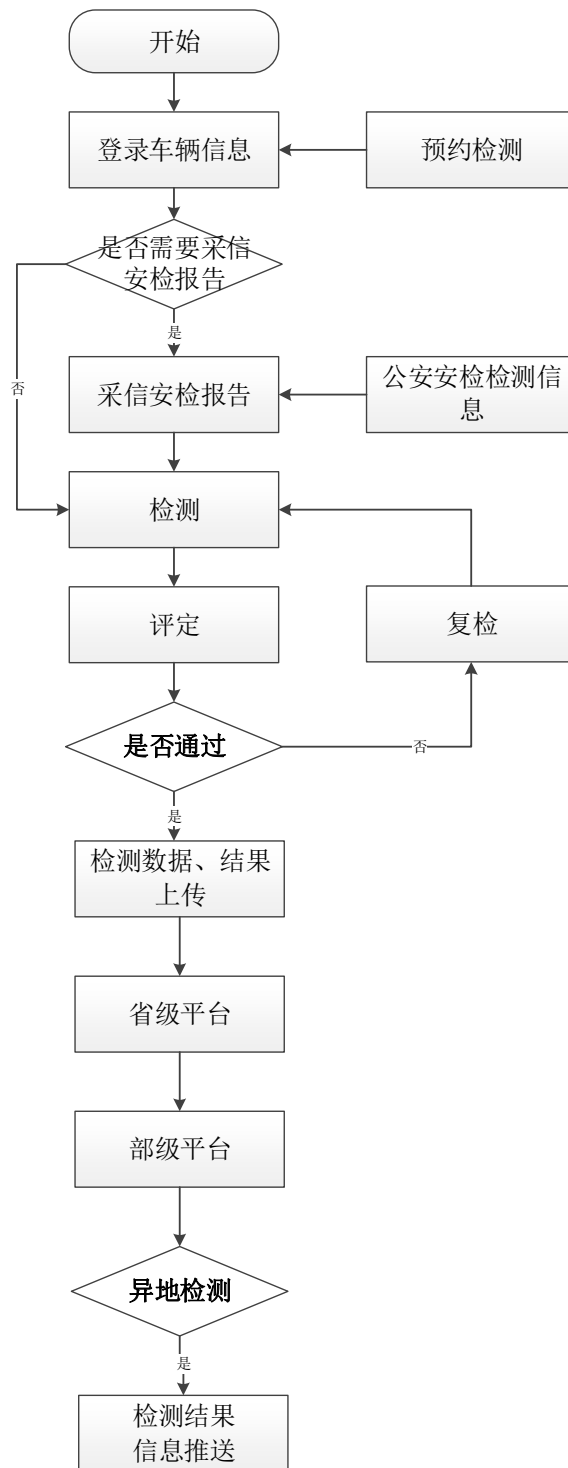 开始
登录车辆信息
预约检测
是否需要采信
安检报告
是
否
采信安检报告
公安安检检测信
息
检测
评定
复检
是否通过
否
是
检测数据、结果
上传
省级平台
部级平台
异地检测
是
检测结果
信息推送